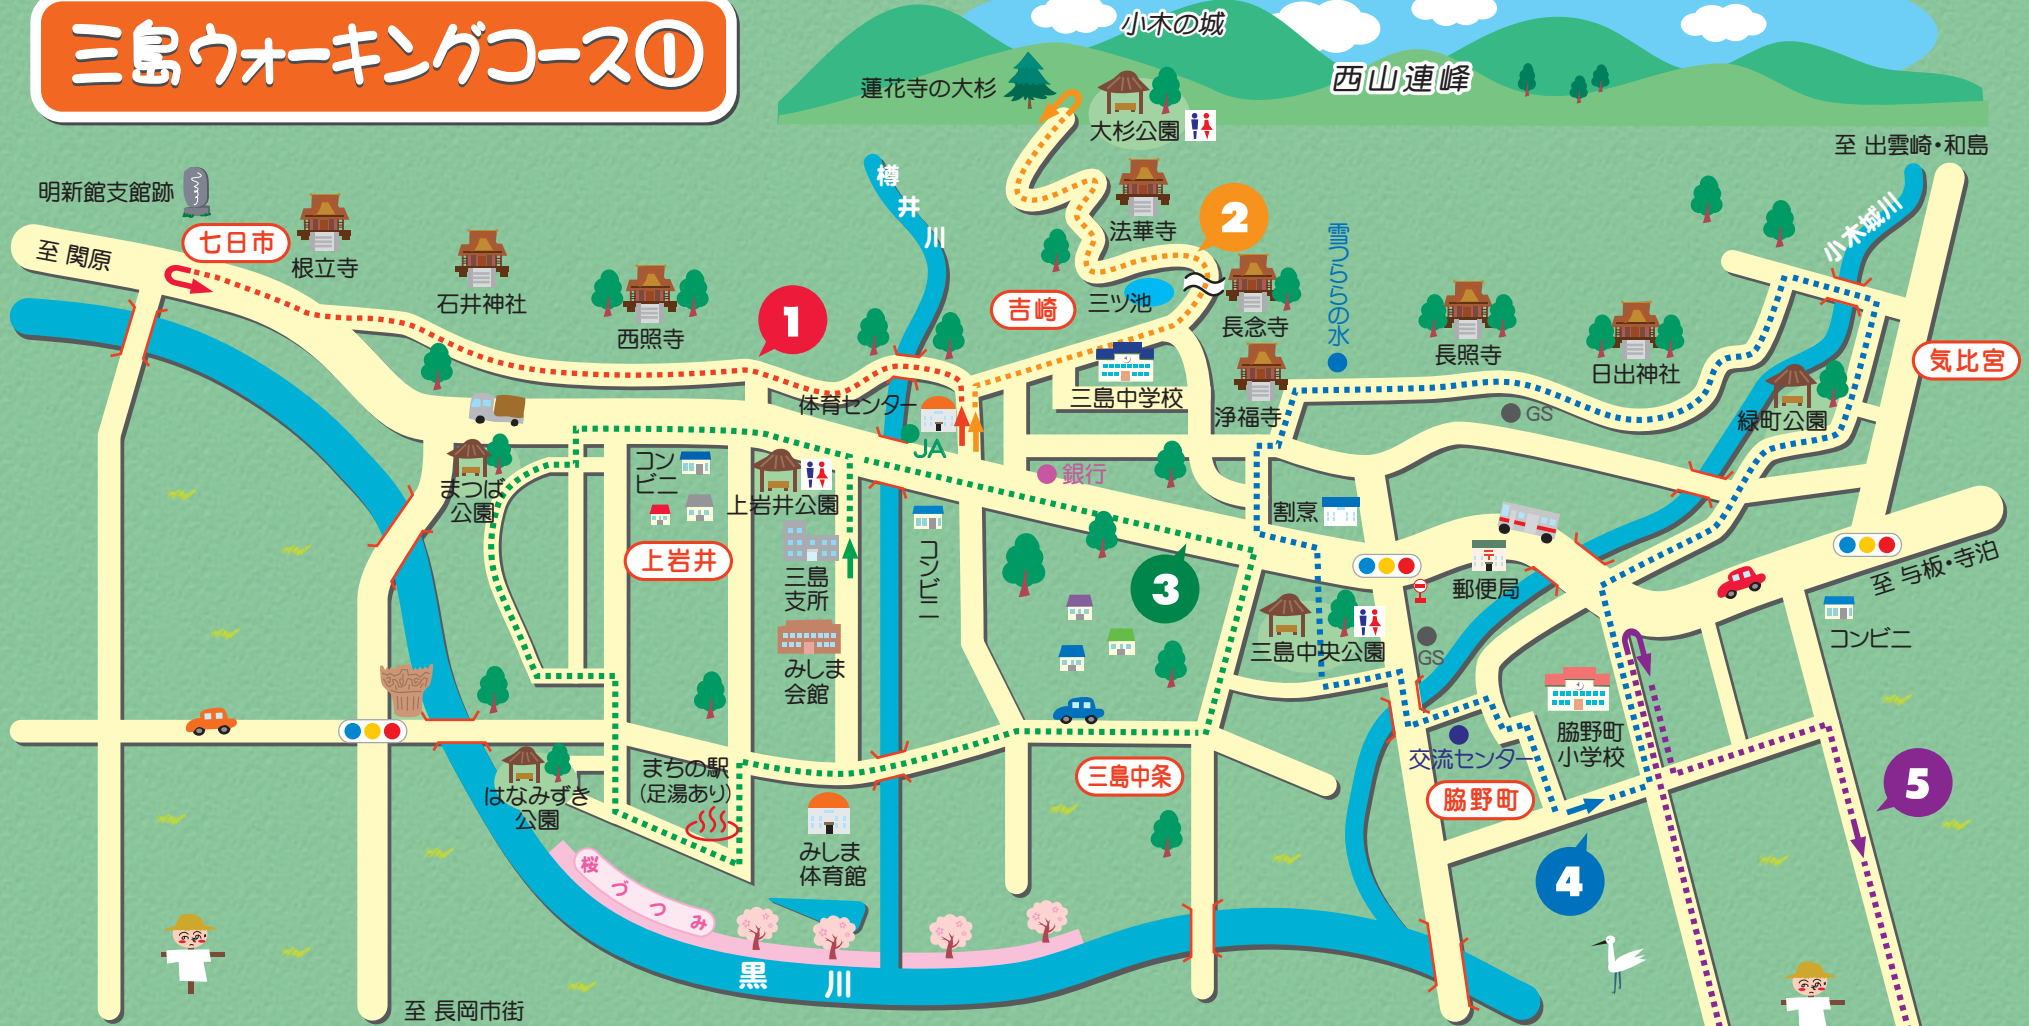 三島ウォーキングコース①
小木の城
西山連峰
蓮花寺の大杉
大杉公園
至 出雲崎・和島
明新館支館跡
七日市
至 関原
根立寺
石井神社
西照寺
1
樽井川
法華寺
2
吉崎
三ツ池
長念寺
雪つららの水
小木城川
長照寺
日出神社
気比宮
三島中学校
浄福寺
体育センター
JA
GS
緑町公園
まつば
公園
コン
ビニ
上岩井公園
銀行
割烹
上岩井
三島
支所
コンビニ
3
郵便局
至 与板・寺泊
コンビニ
みしま
会館
三島中央公園
GS
脇野町
小学校
交流センター
まちの駅
(足湯あり)
三島中条
脇野町
5
はなみずき
公園
みしま
体育館
4
桜づつみ
黒川
至 長岡市街